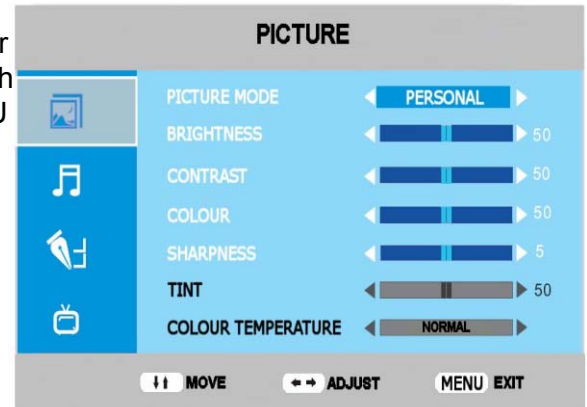 r
h
U
PICTURE
PICTURE MODE PERSONAL
BRIGHTNESS 50
CONTRAST 50
COLOUR 50
SHARPNESS 5
TINT 50
COLOUR TEMPERATURE NORMAL
MOVE ADJUST MENU EXIT